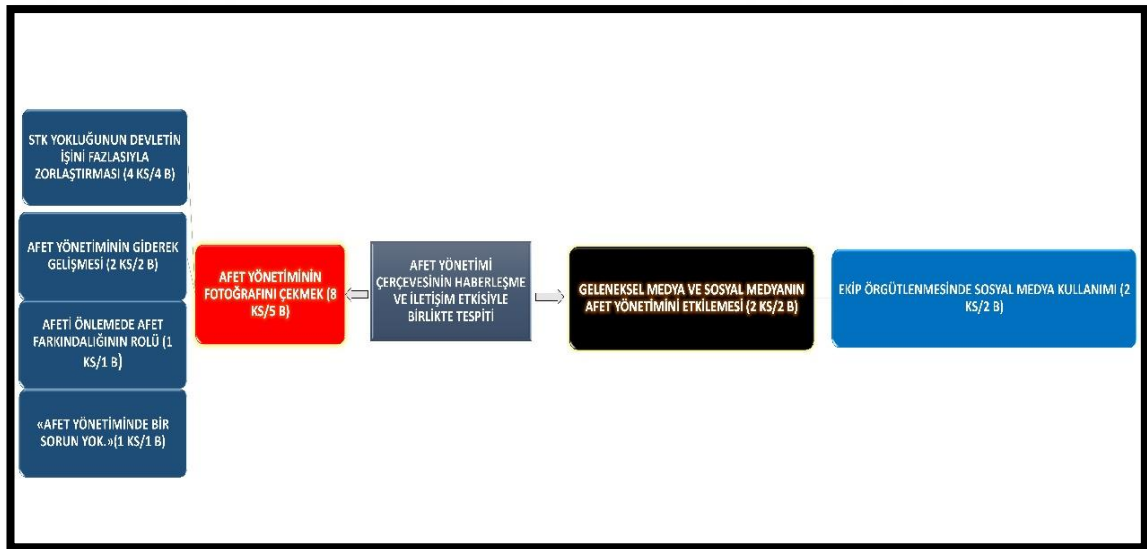 STK YOKLUĞUNUN DEVLETİN
İŞİNİ FAZLASIYLA
ZORLAŞTIRMASI (4 KS/4 B)
AFET YÖNETİMİNİN GİDEREK
GELİŞMESİ (2 KS/2 B)
AFETİ ÖNLEMEDE AFET
FARKINDALIĞININ ROLÜ (1
KS/1 B)
«AFET YÖNETİMİNDE BİR
SORUN YOK.»(1 KS/1 B)
AFET YÖNETİMİNİN
FOTOĞRAFINI ÇEKMEK (8
KS/5 B)
AFET YÖNETİMİ
ÇERÇEVESİNİN HABERLEŞME
VE İLETİŞİM ETKİSİYLE
BİRLİKTE TESPİTİ
GELENEKSEL MEDYA VE SOSYAL MEDYANIN
AFET YÖNETİMİNİ ETKİLEMESİ (2 KS/2 B)
EKİP ÖRGÜTLENMESİNDE SOSYAL MEDYA KULLANIMI (2
KS/2 B)